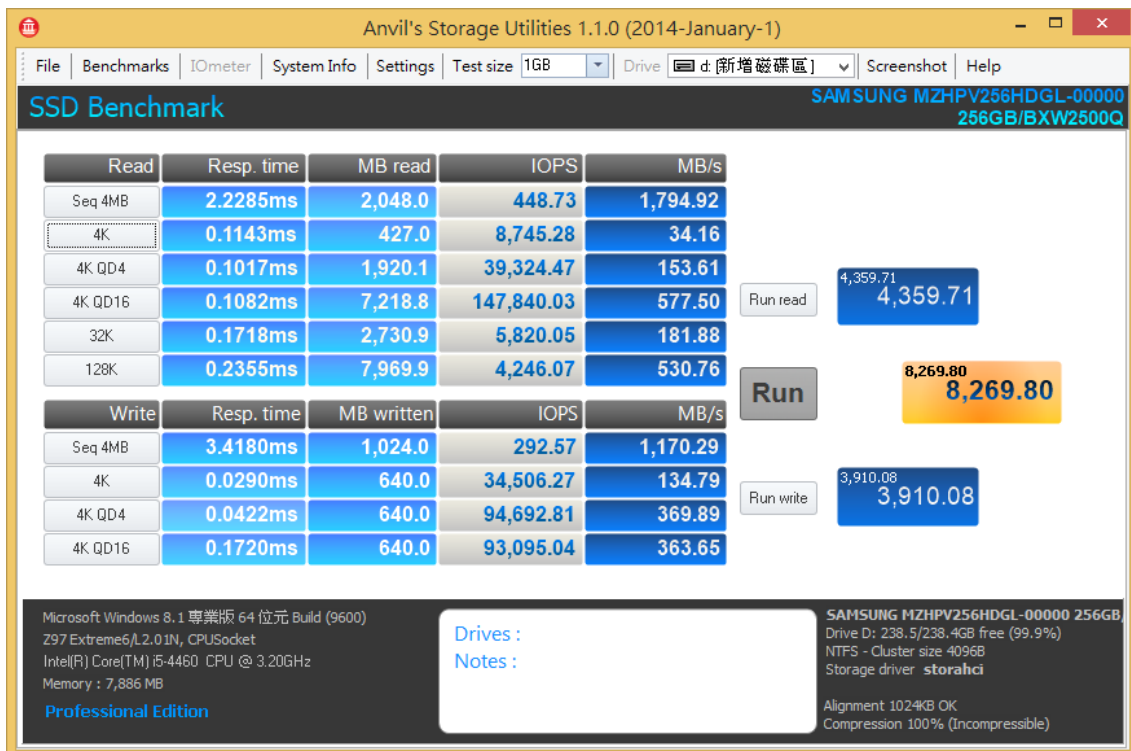 Anvil's Storage Utilities 1.1.0 (2014-January-1)
File Benchmarks IOmeter System Info Settings Test size 1GB Drive d: [新增磁碟區] Screenshot Help
SSD Benchmark
SAMSUNG MZHPV256HDGL-00000
256GB/BXW2500Q
Read Resp. time MB read IOPS MB/s
Seq 4MB 2.2285ms 2,048.0 448.73 1,794.92
4K 0.1143ms 427.0 8,745.28 34.16
4K QD4 0.1017ms 1,920.1 39,324.47 153.61
4K QD16 0.1082ms 7,218.8 147,840.03 577.50
32K 0.1718ms 2,730.9 5,820.05 181.88
128K 0.2355ms 7,969.9 4,246.07 530.76
Run read
4,359.71
4,359.71
Run
8,269.80
8,269.80
Write Resp. time MB written IOPS MB/s
Seq 4MB 3.4180ms 1,024.0 292.57 1,170.29
4K 0.0290ms 640.0 34,506.27 134.79
4K QD4 0.0422ms 640.0 94,692.81 369.89
4K QD16 0.1720ms 640.0 93,095.04 363.65
Run write
3,910.08
3,910.08
Microsoft Windows 8.1 專業版 64 位元 Build (9600)
Z97 Extreme6/L2.01N, CPUSocket
Intel(R) Core(TM) i5-4460 CPU @ 3.20GHz
Memory : 7,886 MB
Professional Edition
Drives :
Notes :
SAMSUNG MZHPV256HDGL-00000 256GB/
Drive D: 238.5/238.4GB free (99.9%)
NTFS - Cluster size 4096B
Storage driver storahci
Alignment 1024KB OK
Compression 100% (Incompressible)